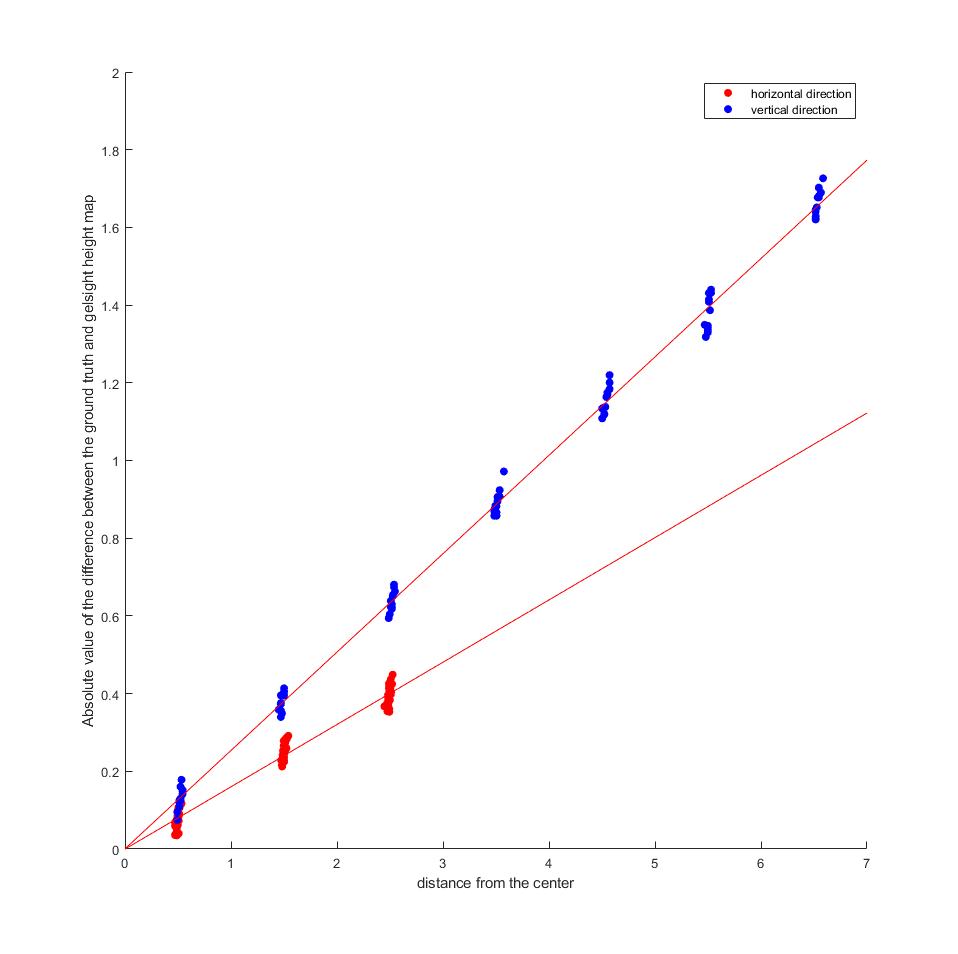 2
horizontal direction
vertical direction
1.8
1.6
1.4
1.2
1
0.8
0.6
0.4
0.2
0
Absolute value of the difference between the ground truth and gelsight height map
0 1 2 3 4 5 6 7
distance from the center